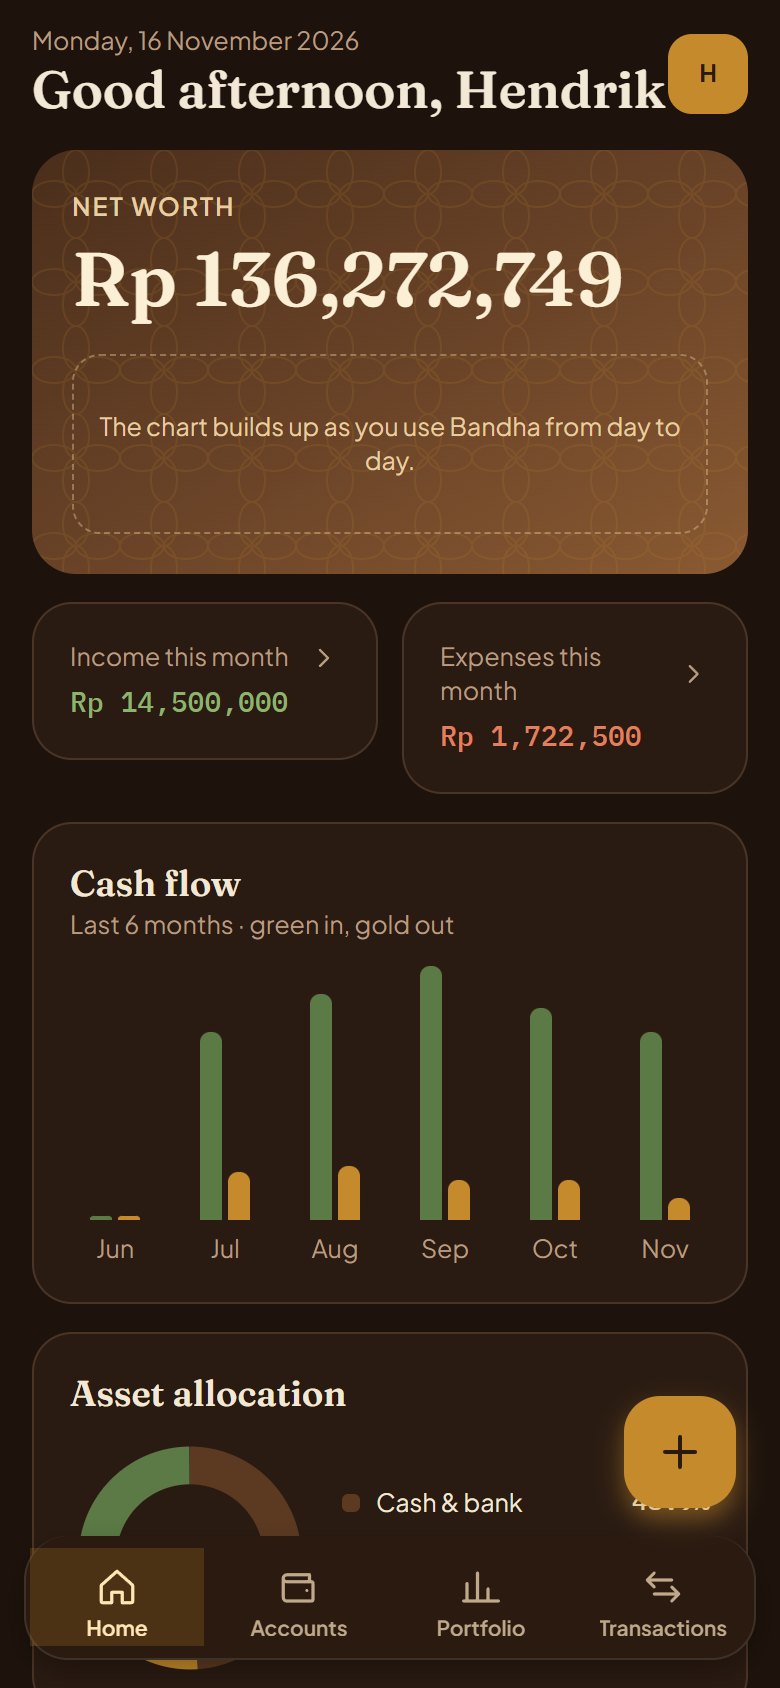 Monday, 16 November 2026
Good afternoon, Hendrik
H
NET WORTH
Rp 136,272,749
The chart builds up as you use Bandha from day to
day.
Income this month
Rp 14,500,000
Expenses this
month
Rp 1,722,500
Cash flow
Last 6 months · green in, gold out
Jun Jul Aug Sep Oct Nov
Asset allocation
Cash & bank
Home Accounts Portfolio Transactions